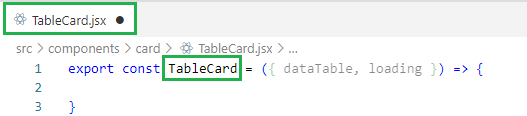 TableCard.jsx
src > components > card > TableCard.jsx > ...
1 export const TableCard = ({ dataTable, loading }) => {
2
3 }